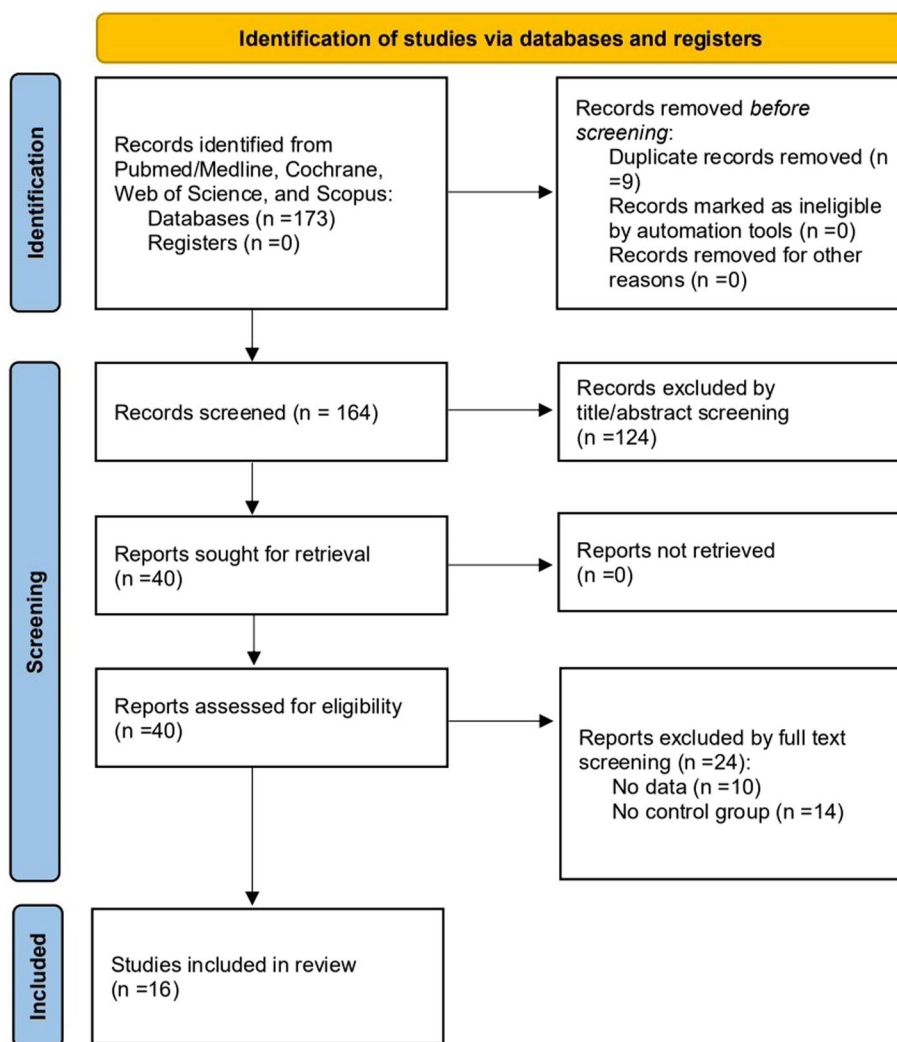 Identification of studies via databases and registers
Identification
Records identified from
Pubmed/Medline, Cochrane,
Web of Science, and Scopus:
Databases (n =173)
Registers (n =0)
Records removed before
screening:
Duplicate records removed (n
=9)
Records marked as ineligible
by automation tools (n =0)
Records removed for other
reasons (n =0)
Screening
Records screened (n = 164)
Records excluded by
title/abstract screening
(n =124)
Reports sought for retrieval
(n =40)
Reports not retrieved
(n =0)
Reports assessed for eligibility
(n =40)
Reports excluded by full text
screening (n =24):
No data (n =10)
No control group (n =14)
Included
Studies included in review
(n =16)